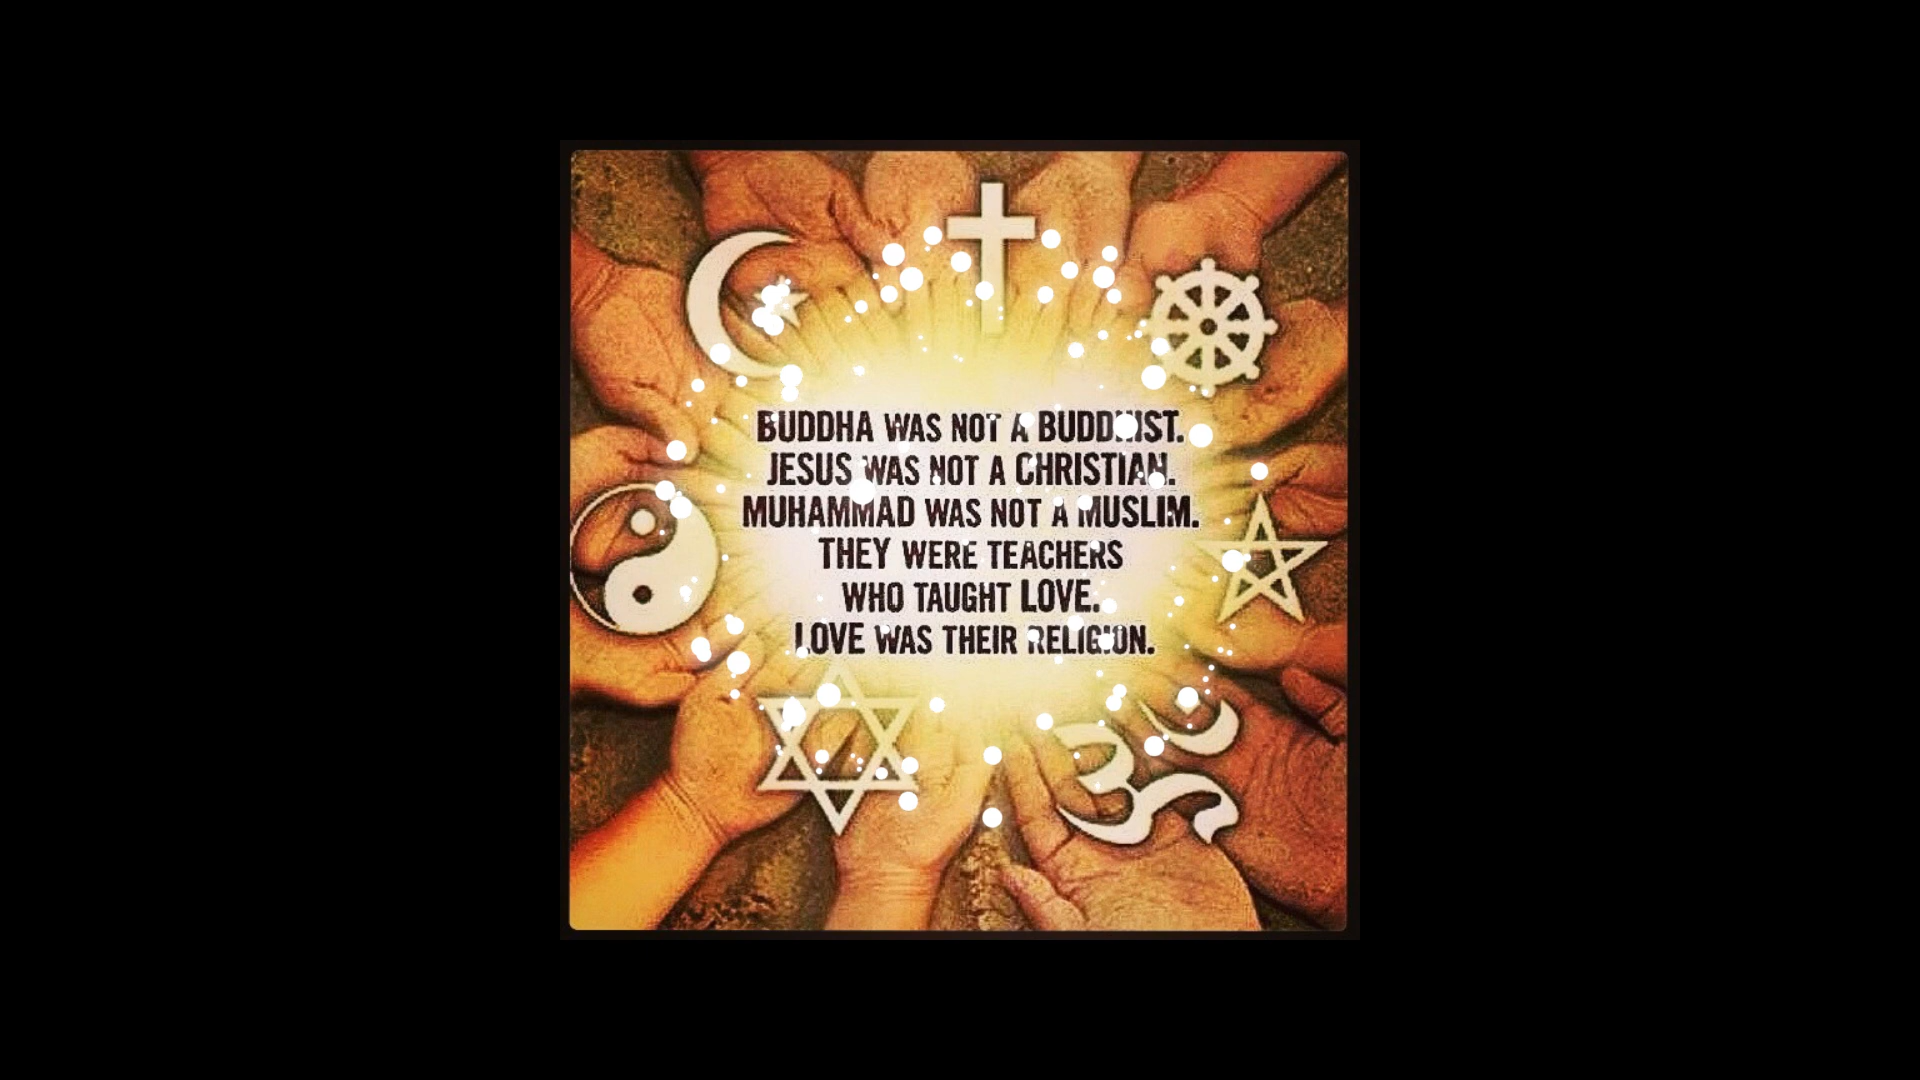 BUDDHA WAS NOT A BUDDHIST.
JESUS WAS NOT A CHRISTIAN.
MUHAMMAD WAS NOT A MUSLIM.
THEY WERE TEACHERS
WHO TAUGHT LOVE.
LOVE WAS THEIR RELIGION.